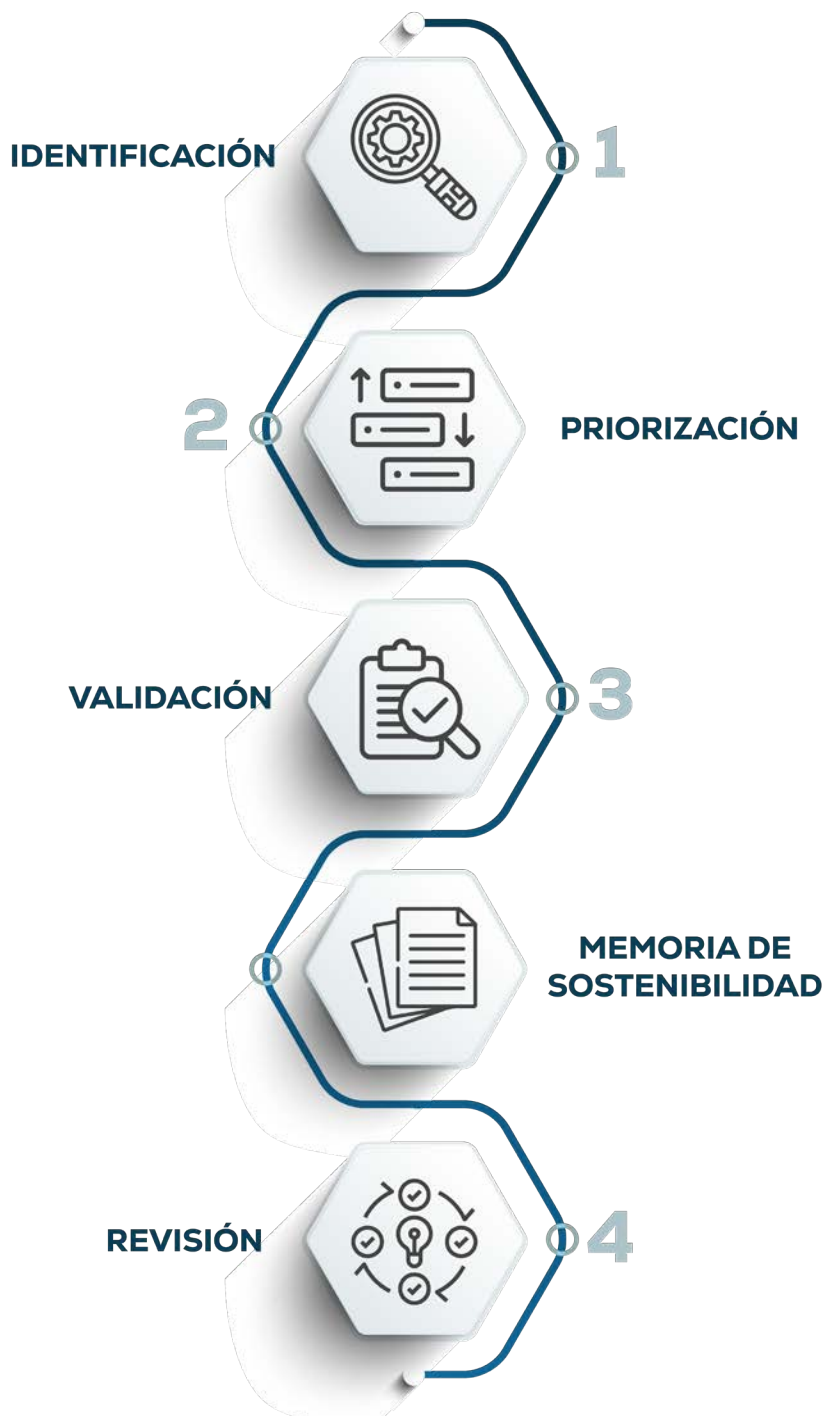 IDENTIFICACIÓN
1
2
PRIORIZACIÓN
VALIDACIÓN
3
MEMORIA DE
SOSTENIBILIDAD
REVISIÓN
4